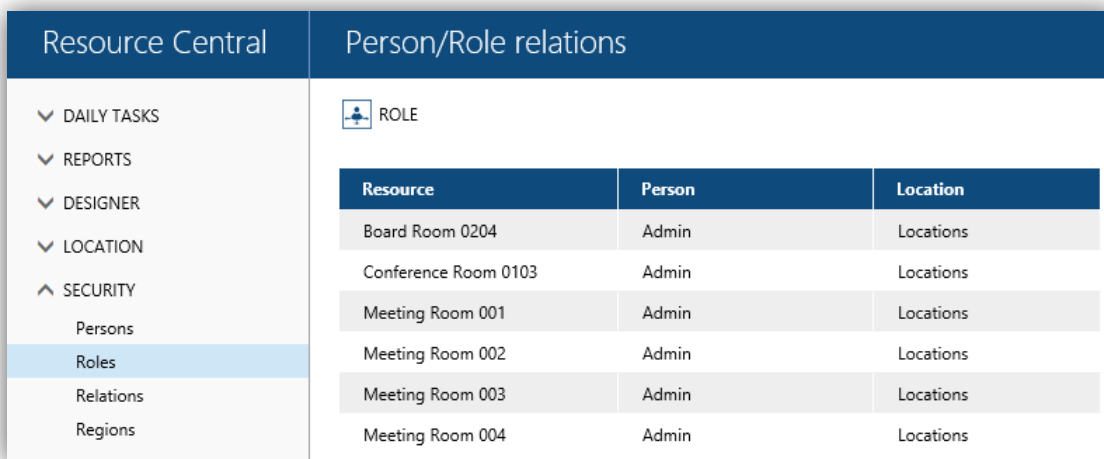 Resource Central
Person/Role relations
DAILY TASKS
REPORTS
DESIGNER
LOCATION
SECURITY
Persons
Roles
Relations
Regions
ROLE
Resource Person Location
Board Room 0204 Admin Locations
Conference Room 0103 Admin Locations
Meeting Room 001 Admin Locations
Meeting Room 002 Admin Locations
Meeting Room 003 Admin Locations
Meeting Room 004 Admin Locations